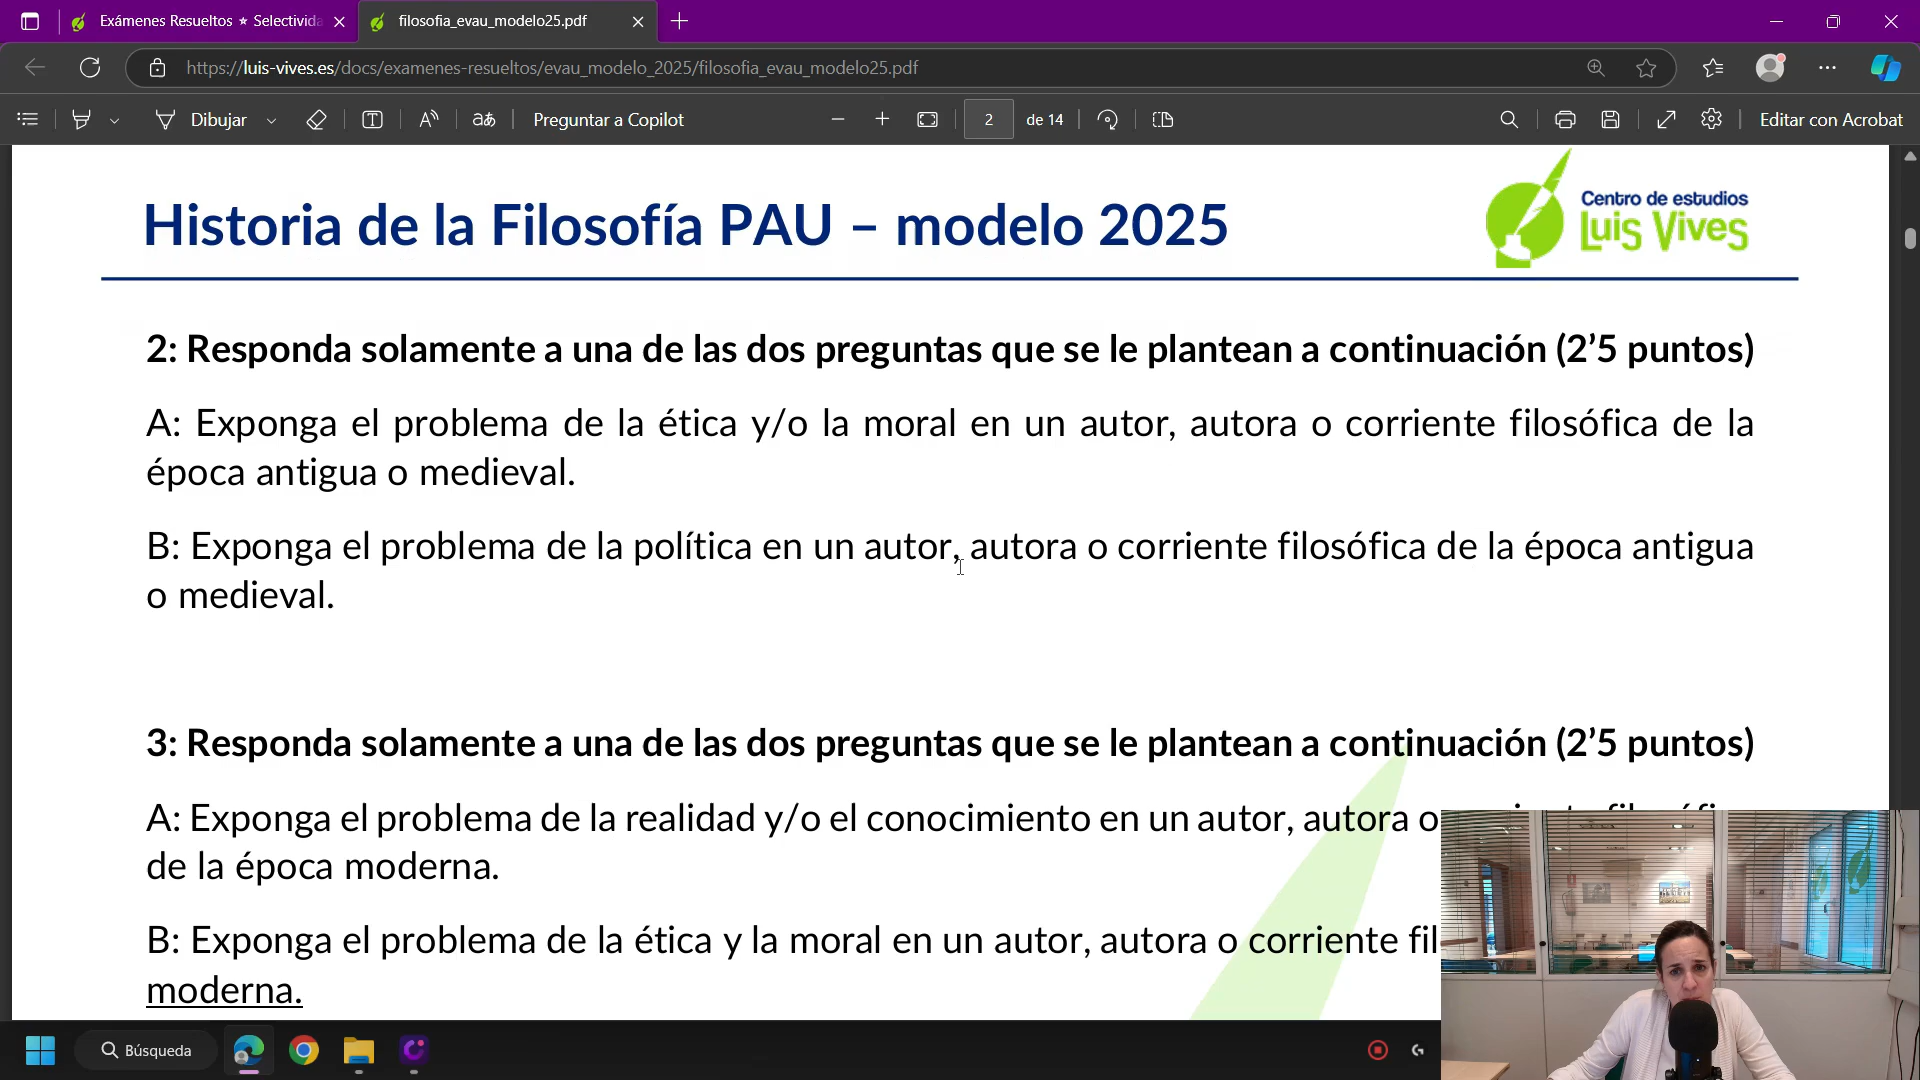 Exámenes Resueltos ★ Selectivida
filosofia_evau_modelo25.pdf
https://luis-vives.es/docs/examenes-resueltos/evau_modelo_2025/filosofia_evau_modelo25.pdf
Dibujar
Preguntar a Copilot
2 de 14
Editar con Acrobat
Historia de la Filosofía PAU – modelo 2025
Centro de estudios
Luis Vives
2: Responda solamente a una de las dos preguntas que se le plantean a continuación (2’5 puntos)
A: Exponga el problema de la ética y/o la moral en un autor, autora o corriente filosófica de la
época antigua o medieval.
B: Exponga el problema de la política en un autor, autora o corriente filosófica de la época antigua
o medieval.
3: Responda solamente a una de las dos preguntas que se le plantean a continuación (2’5 puntos)
A: Exponga el problema de la realidad y/o el conocimiento en un autor, autora o
de la época moderna.
B: Exponga el problema de la ética y la moral en un autor, autora o corriente fil
moderna.
Búsqueda